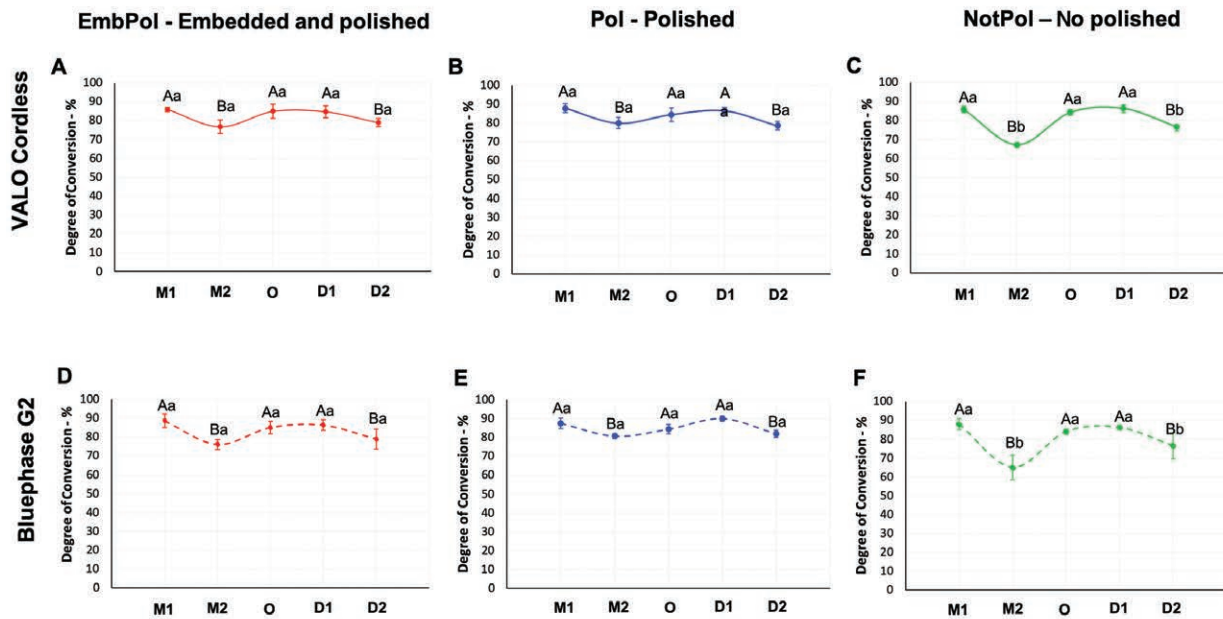 EmbPol - Embedded and polished
Pol - Polished
NotPol – No polished
VALO Cordless
A
Degree of Conversion - %
100
90
80
70
60
50
40
30
20
10
0
Aa
Ba
Aa
Aa
Ba
M1 M2 O D1 D2
B
Degree of Conversion - %
100
90
80
70
60
50
40
30
20
10
0
Aa
Ba
Aa
A
a
Ba
M1 M2 O D1 D2
C
Degree of Conversion - %
100
90
80
70
60
50
40
30
20
10
0
Aa
Bb
Aa
Aa
Bb
M1 M2 O D1 D2
Bluephase G2
D
Degree of Conversion - %
100
90
80
70
60
50
40
30
20
10
0
Aa
Ba
Aa
Aa
Ba
M1 M2 O D1 D2
E
Degree of Conversion - %
100
90
80
70
60
50
40
30
20
10
0
Aa
Ba
Aa
Aa
Ba
M1 M2 O D1 D2
F
Degree of Conversion - %
100
90
80
70
60
50
40
30
20
10
0
Aa
Bb
Aa
Aa
Bb
M1 M2 O D1 D2